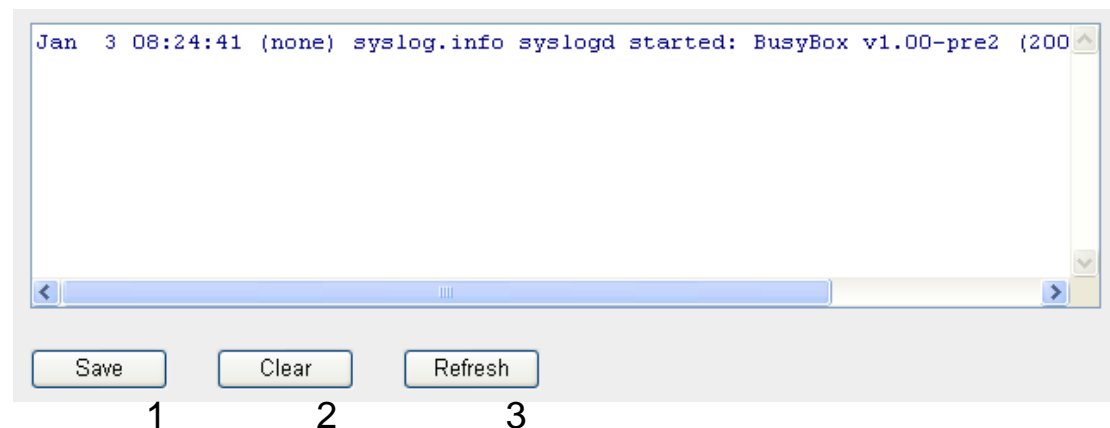 Jan  3 08:24:41 (none) syslog.info syslogd started: BusyBox v1.00-pre2 (200
Save Clear Refresh
1 2 3